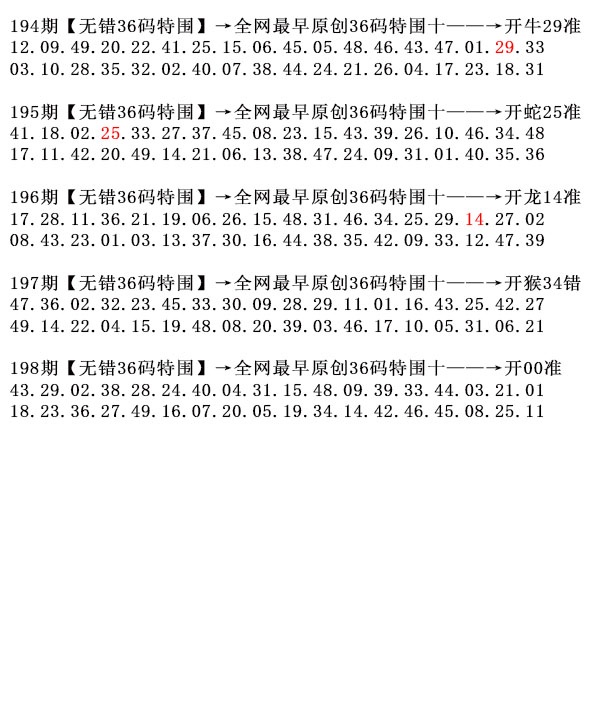 194期【无错36码特围】→全网最早原创36码特围十———→开牛29准
12.09.49.20.22.41.25.15.06.45.05.48.46.43.47.01.29.33
03.10.28.35.32.02.40.07.38.44.24.21.26.04.17.23.18.31
195期【无错36码特围】→全网最早原创36码特围十———→开蛇25准
41.18.02.25.33.27.37.45.08.23.15.43.39.26.10.46.34.48
17.11.42.20.49.14.21.06.13.38.47.24.09.31.01.40.35.36
196期【无错36码特围】→全网最早原创36码特围十———→开龙14准
17.28.11.36.21.19.06.26.15.48.31.46.34.25.29.14.27.02
08.43.23.01.03.13.37.30.16.44.38.35.42.09.33.12.47.39
197期【无错36码特围】→全网最早原创36码特围十———→开猴34错
47.36.02.32.23.45.33.30.09.28.29.11.01.16.43.25.42.27
49.14.22.04.15.19.48.08.20.39.03.46.17.10.05.31.06.21
198期【无错36码特围】→全网最早原创36码特围十———→开00准
43.29.02.38.28.24.40.04.31.15.48.09.39.33.44.03.21.01
18.23.36.27.49.16.07.20.05.19.34.14.42.46.45.08.25.11